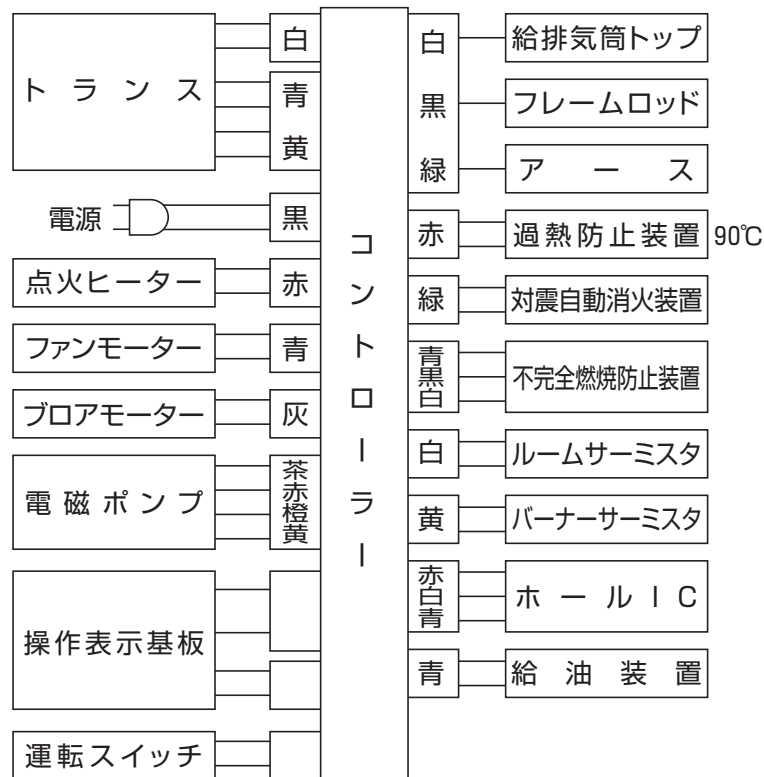 トランス
白
青
黄
電源
黒
点火ヒーター
赤
ファンモーター
青
ブロアモーター
灰
電磁ポンプ
茶
赤
橙
黄
操作表示基板
運転スイッチ
コントローラー
白
給排気筒トップ
黒
フレームロッド
緑
アース
赤
過熱防止装置
90℃
緑
対震自動消火装置
青
黒
白
不完全燃焼防止装置
白
ルームサーミスタ
黄
バーナーサーミスタ
赤
白
青
ホールIC
青
給油装置